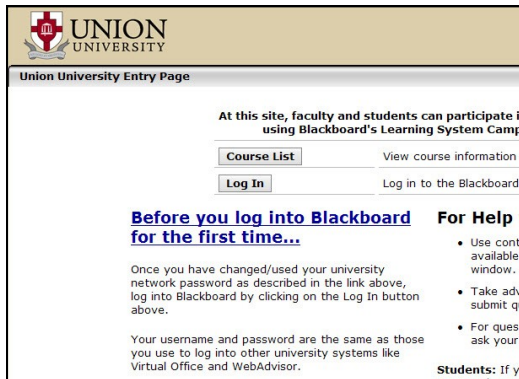 UNION
UNIVERSITY
Union University Entry Page
At this site, faculty and students can participate
using Blackboard's Learning System
Course List
View course information
Log In
Log in to the Blackboard
Before you log into Blackboard
for the first time...
Once you have changed/used your university
network password as described in the link above,
log into Blackboard by clicking on the Log In button
above.
Your username and password are the same as those
you use to log into other university systems like
Virtual Office and WebAdvisor.
For Help
• Use
available
window.
• Take
submit
• For
ask your
Students: If